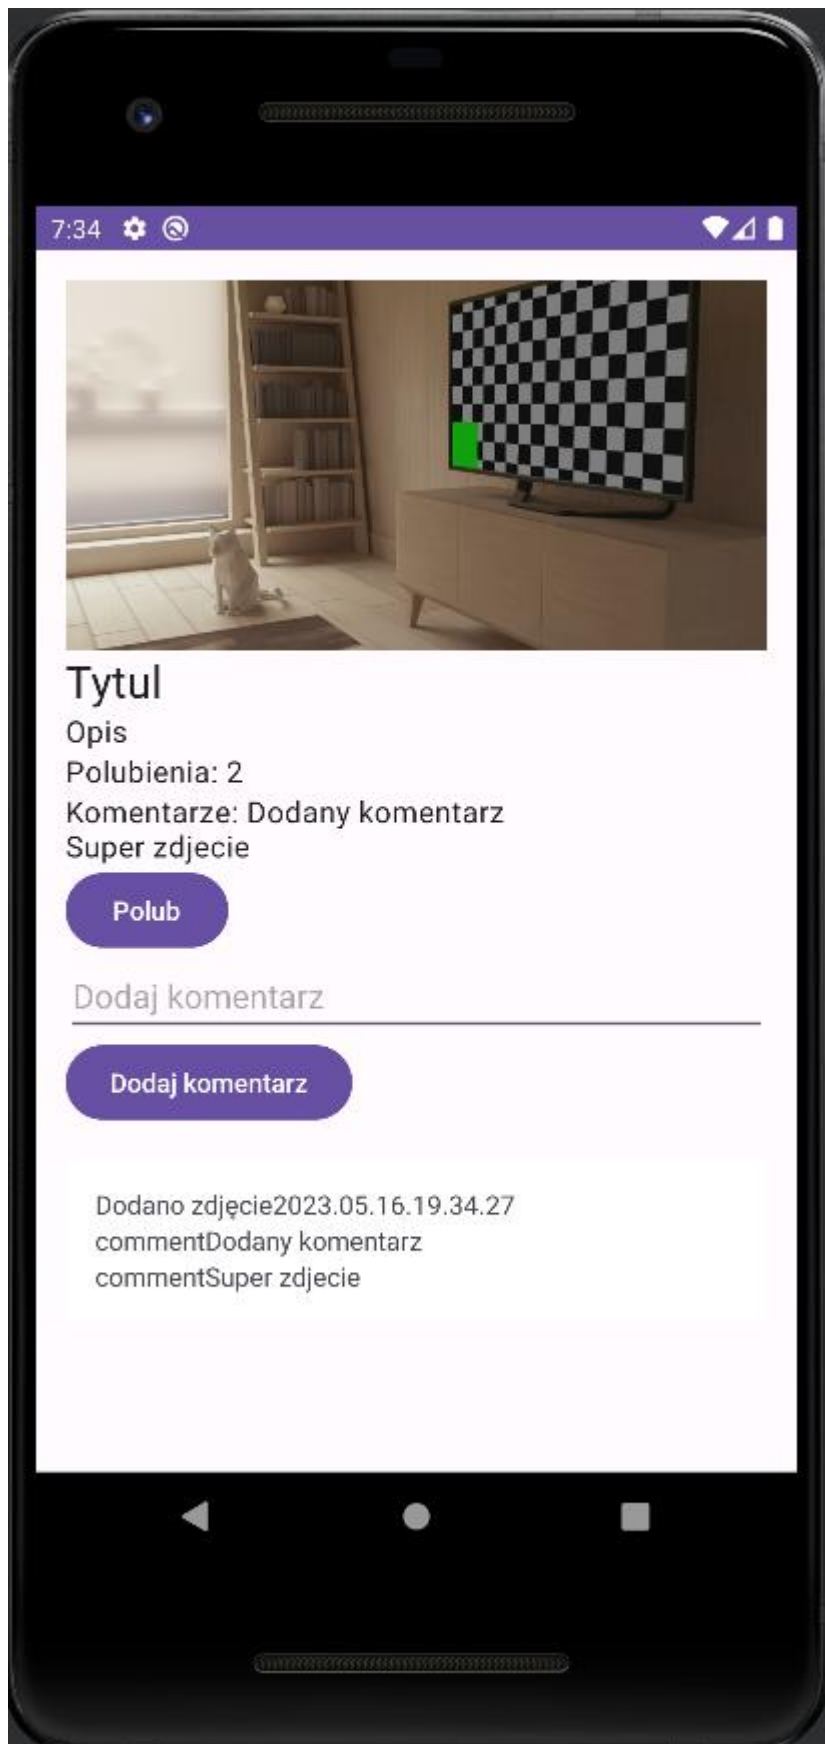 7:34
Tytul
Opis
Polubienia: 2
Komentarze: Dodany komentarz
Super zdjecie
Polub
Dodaj komentarz
Dodaj komentarz
Dodano zdjęcie2023.05.16.19.34.27
commentDodany komentarz
commentSuper zdjecie